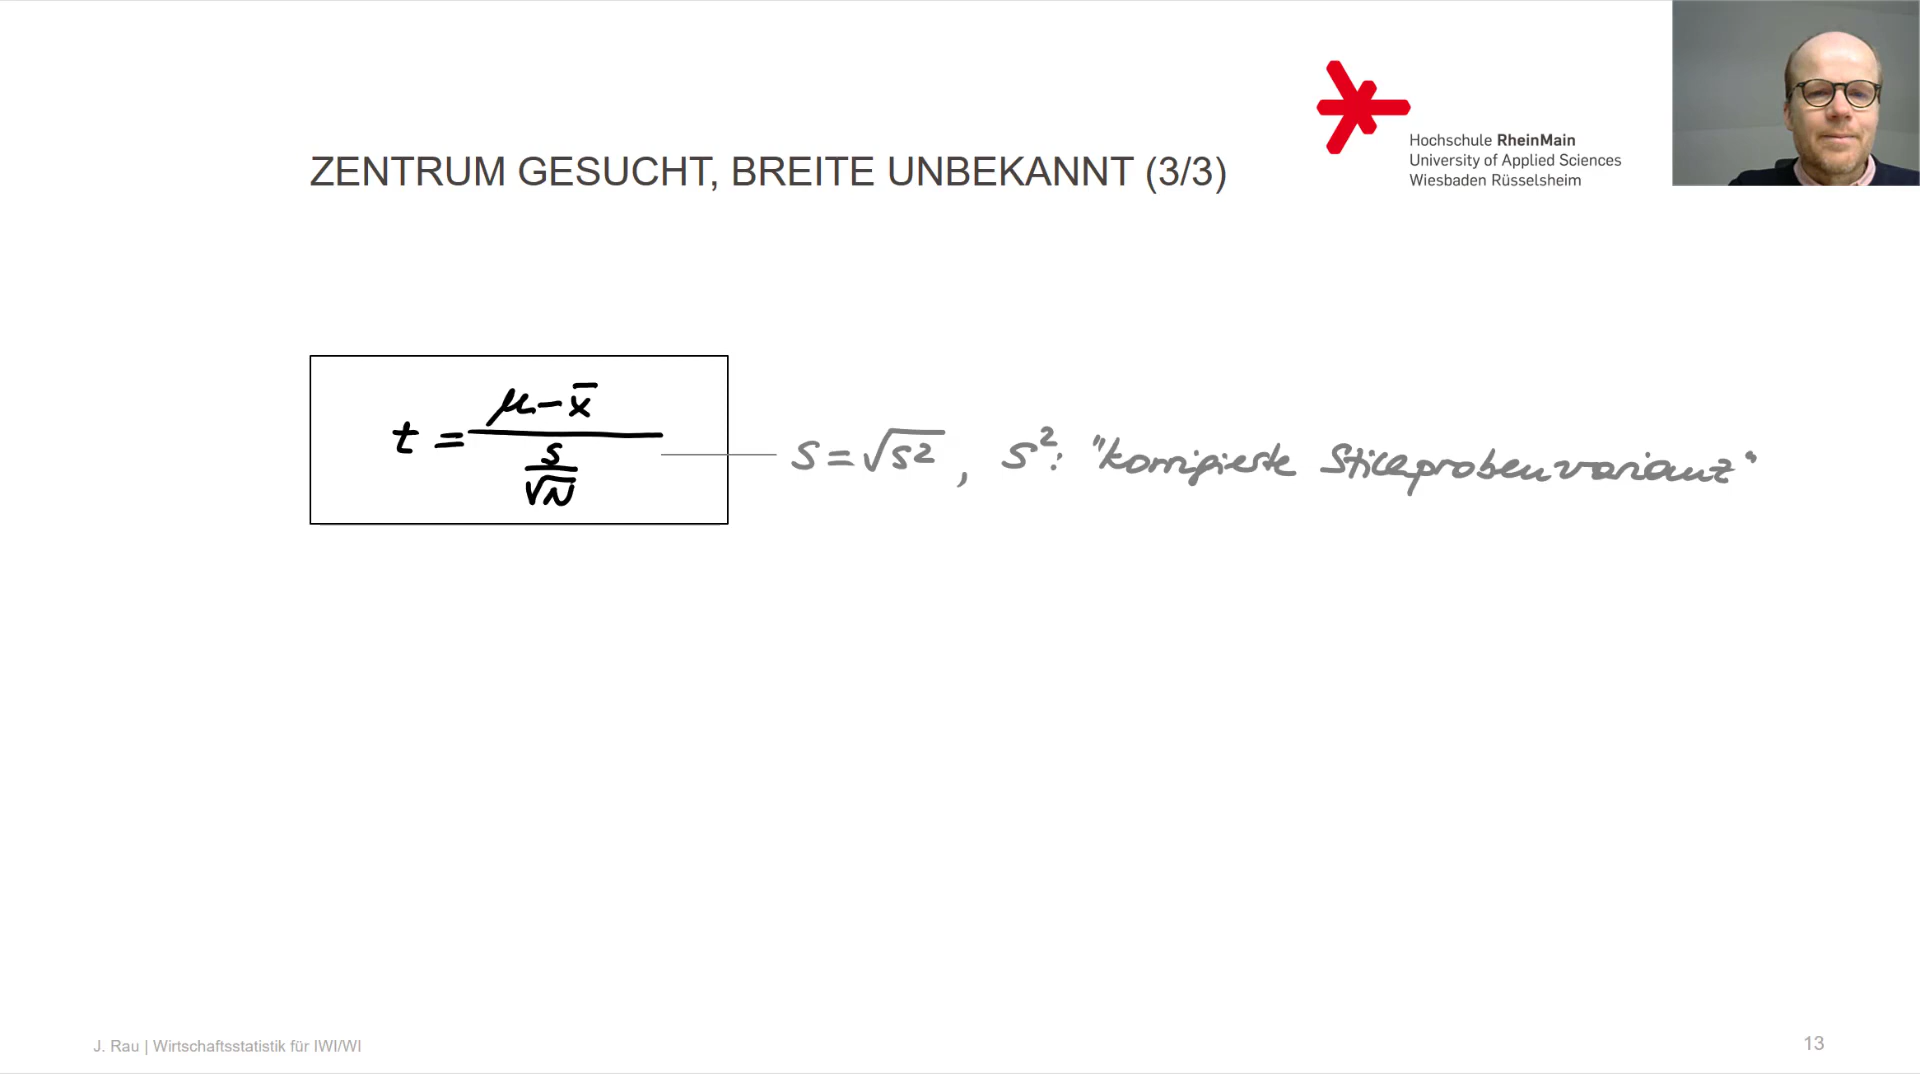 Hochschule RheinMain
University of Applied Sciences
Wiesbaden Rüsselsheim
ZENTRUM GESUCHT, BREITE UNBEKANNT (3/3)
t = (μ - x̄) / (s / √N)
s = √s², s²: "korrigierte Stichprobenvarianz"
J. Rau | Wirtschaftsstatistik für IWI/WI
13